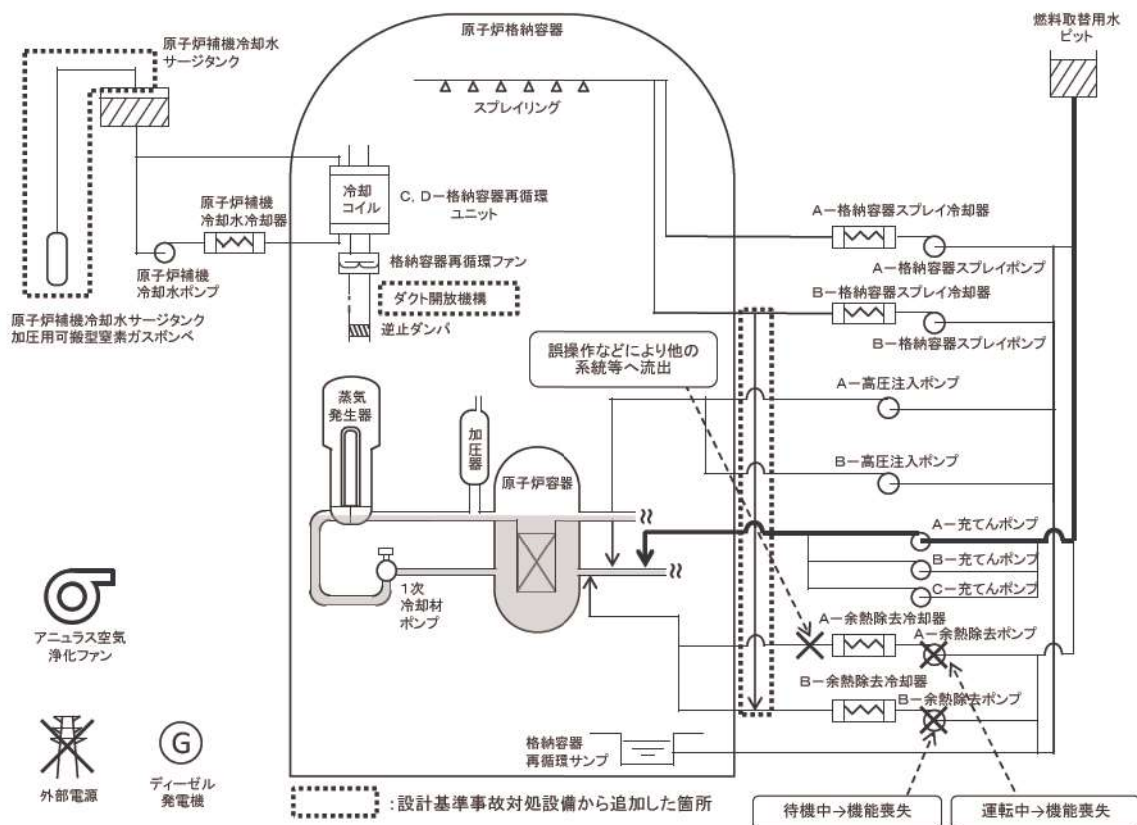 原子炉補機冷却水
サージタンク
原子炉格納容器
燃料取替用水
ピット
スプレイリング
冷却
コイル
C,D－格納容器再循環
ユニット
原子炉補機
冷却水冷却器
原子炉補機
冷却水ポンプ
格納容器再循環ファン
ダクト開放機構
逆止ダンパ
原子炉補機冷却水サージタンク
加圧用可搬型窒素ガスボンベ
A－格納容器スプレイ冷却器
A－格納容器スプレイポンプ
B－格納容器スプレイ冷却器
B－格納容器スプレイポンプ
誤操作などにより他の
系統等へ流出
A－高圧注入ポンプ
B－高圧注入ポンプ
蒸気
発生器
加圧器
原子炉容器
1次
冷却材
ポンプ
A－充てんポンプ
B－充てんポンプ
C－充てんポンプ
A－余熱除去冷却器
A－余熱除去ポンプ
B－余熱除去冷却器
B－余熱除去ポンプ
アニュラス空気
浄化ファン
外部電源
G
ディーゼル
発電機
格納容器
再循環サンプ
：設計基準事故対処設備から追加した箇所
待機中→機能喪失
運転中→機能喪失